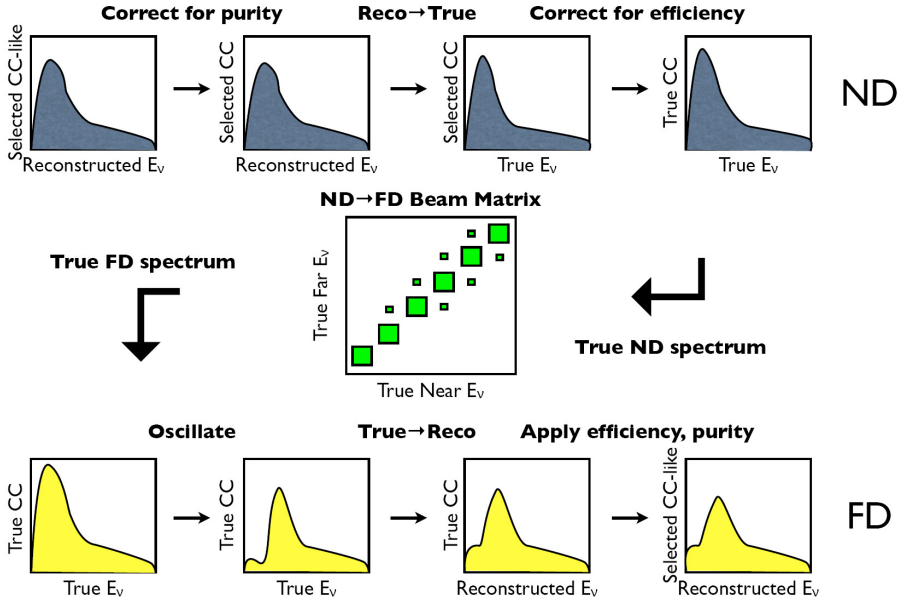 Correct for purity
Reco→True
Correct for efficiency
Selected CC-like
Reconstructed Eν
Selected CC
Reconstructed Eν
Selected CC
True Eν
True CC
True Eν
ND
ND→FD Beam Matrix
True FD spectrum
True Far Eν
True Near Eν
True ND spectrum
Oscillate
True→Reco
Apply efficiency, purity
True CC
True Eν
True CC
True Eν
True CC
Reconstructed Eν
Selected CC-like
Reconstructed Eν
FD